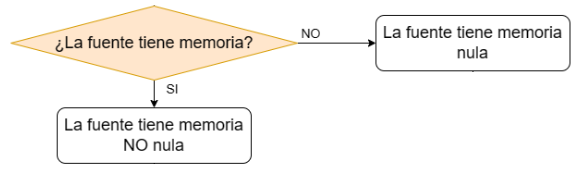 ¿La fuente tiene memoria?
NO
La fuente tiene memoria
nula
SI
La fuente tiene memoria
NO nula